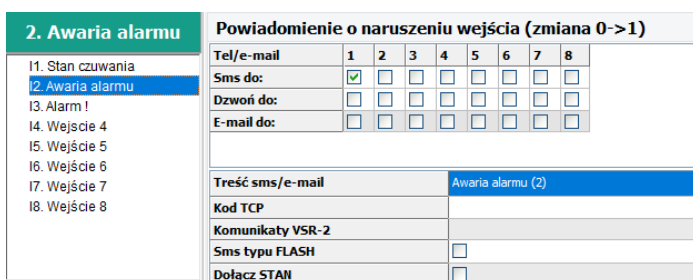 2. Awaria alarmu
I1. Stan czuwania
I2. Awaria alarmu
I3. Alarm !
I4. Wejscie 4
I5. Wejście 5
I6. Wejście 6
I7. Wejście 7
I8. Wejście 8
Powiadomienie o naruszeniu wejścia (zmiana 0->1)
Tel/e-mail 1 2 3 4 5 6 7 8
Sms do:
Dzwoń do:
E-mail do:
Treść sms/e-mail Awaria alarmu (2)
Kod TCP
Komunikaty VSR-2
Sms typu FLASH
Dołącz STAN